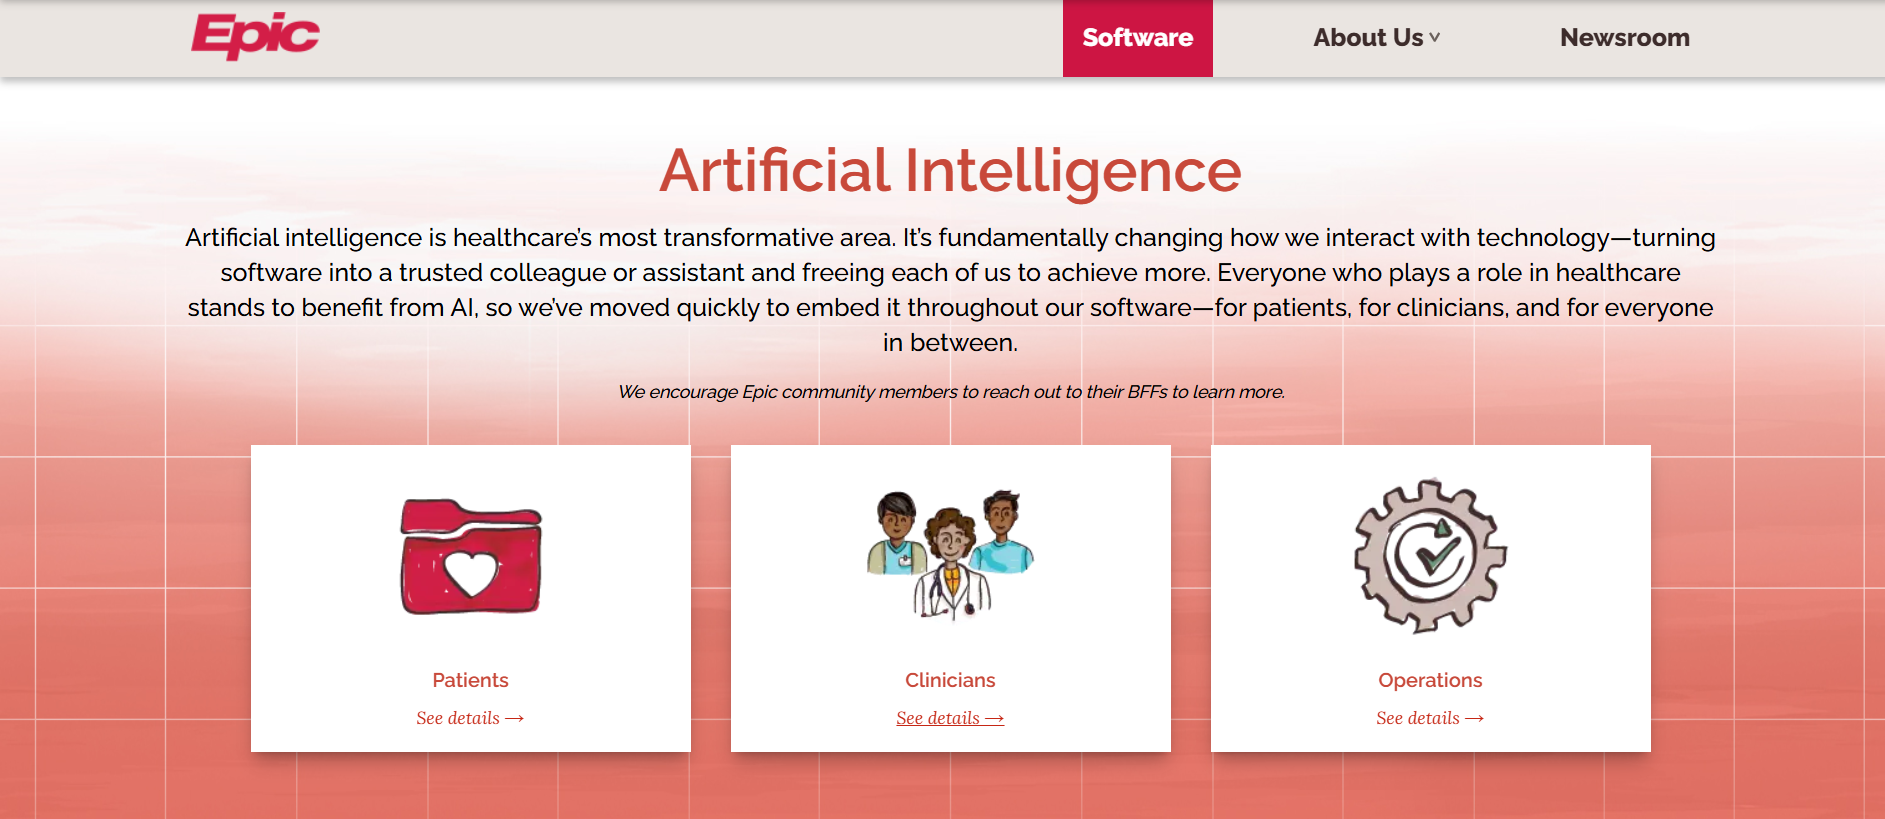 Epic
Software
About Us
Newsroom
Artificial Intelligence
Artificial intelligence is healthcare’s most transformative area. It’s fundamentally changing how we interact with technology—turning
software into a trusted colleague or assistant and freeing each of us to achieve more. Everyone who plays a role in healthcare
stands to benefit from AI, so we’ve moved quickly to embed it throughout our software—for patients, for clinicians, and for everyone
in between.
We encourage Epic community members to reach out to their BFFs to learn more.
Patients
See details →
Clinicians
See details →
Operations
See details →